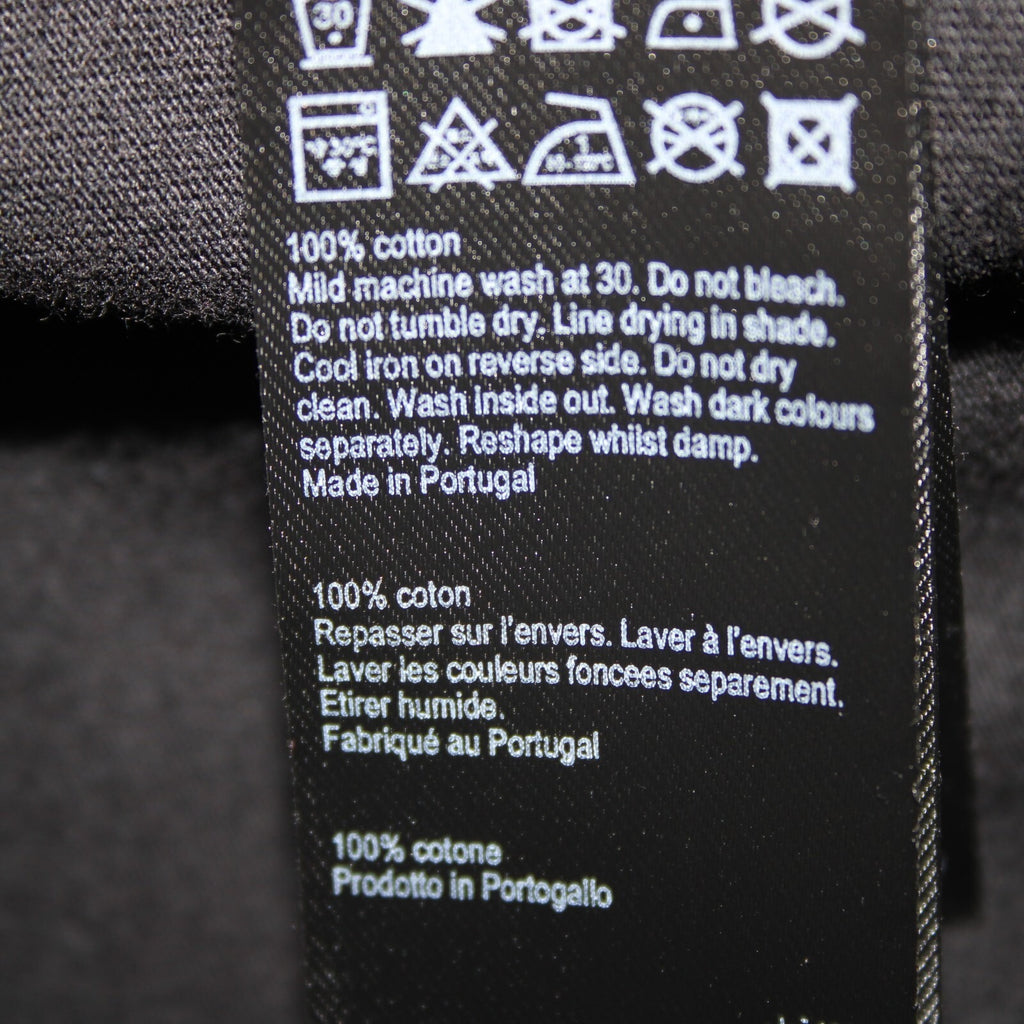 30
100% cotton
Mild machine wash at 30. Do not bleach.
Do not tumble dry. Line drying in shade.
Cool iron on reverse side. Do not dry
clean. Wash inside out. Wash dark colours
separately. Reshape whilst damp.
Made in Portugal
100% coton
Repasser sur l'envers. Laver à l'envers.
Laver les couleurs foncees separement.
Etirer humide.
Fabriqué au Portugal
100% cotone
Prodotto in Portogallo